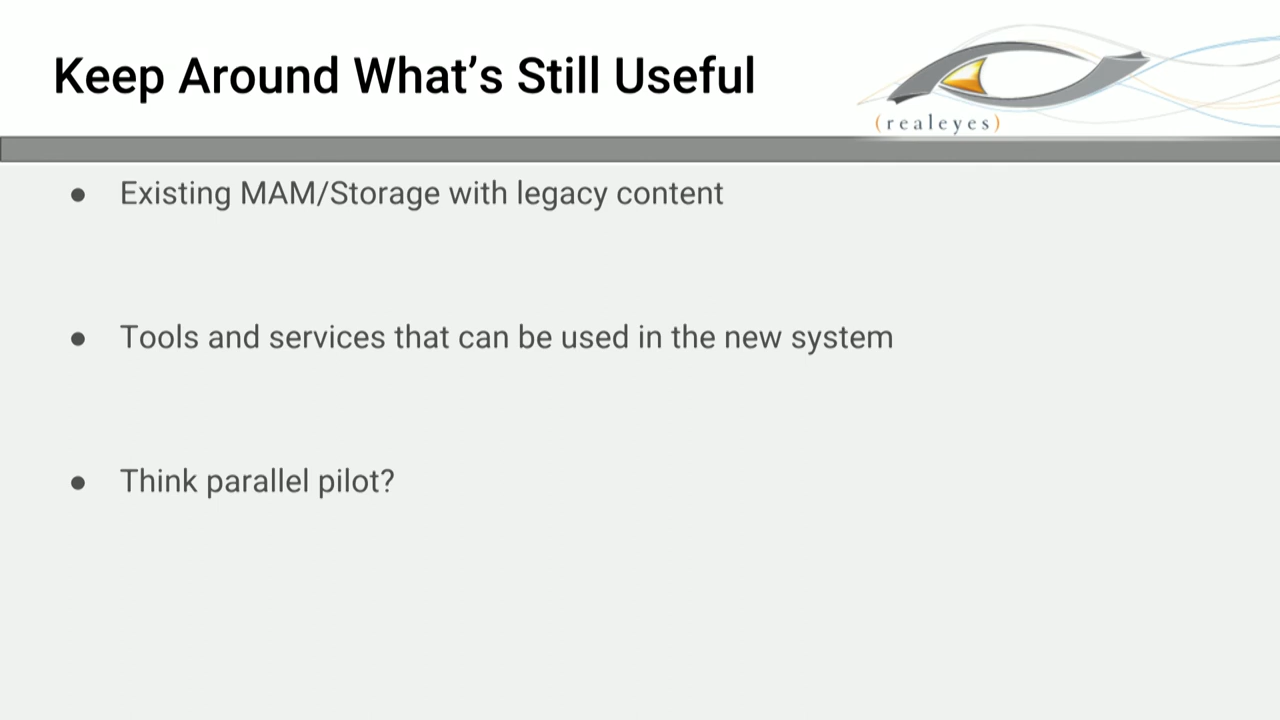 Keep Around What's Still Useful
(realeyes)
● Existing MAM/Storage with legacy content
● Tools and services that can be used in the new system
● Think parallel pilot?